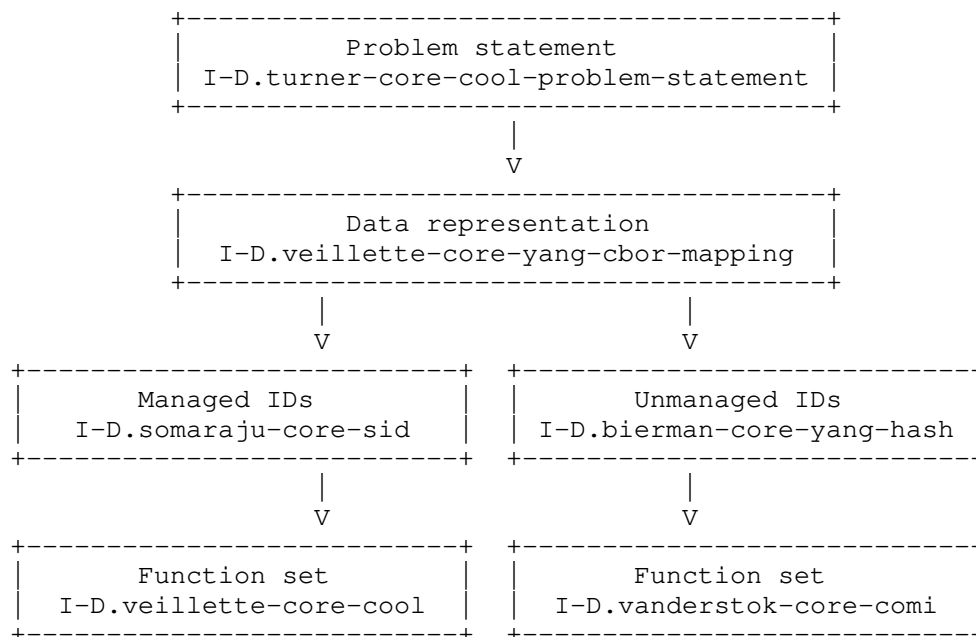 Problem statement
I-D.turner-core-cool-problem-statement
V
Data representation
I-D.veillette-core-yang-cbor-mapping
V V
Managed IDs Unmanaged IDs
I-D.somaraju-core-sid I-D.bierman-core-yang-hash
V V
Function set Function set
I-D.veillette-core-cool I-D.vanderstok-core-comi